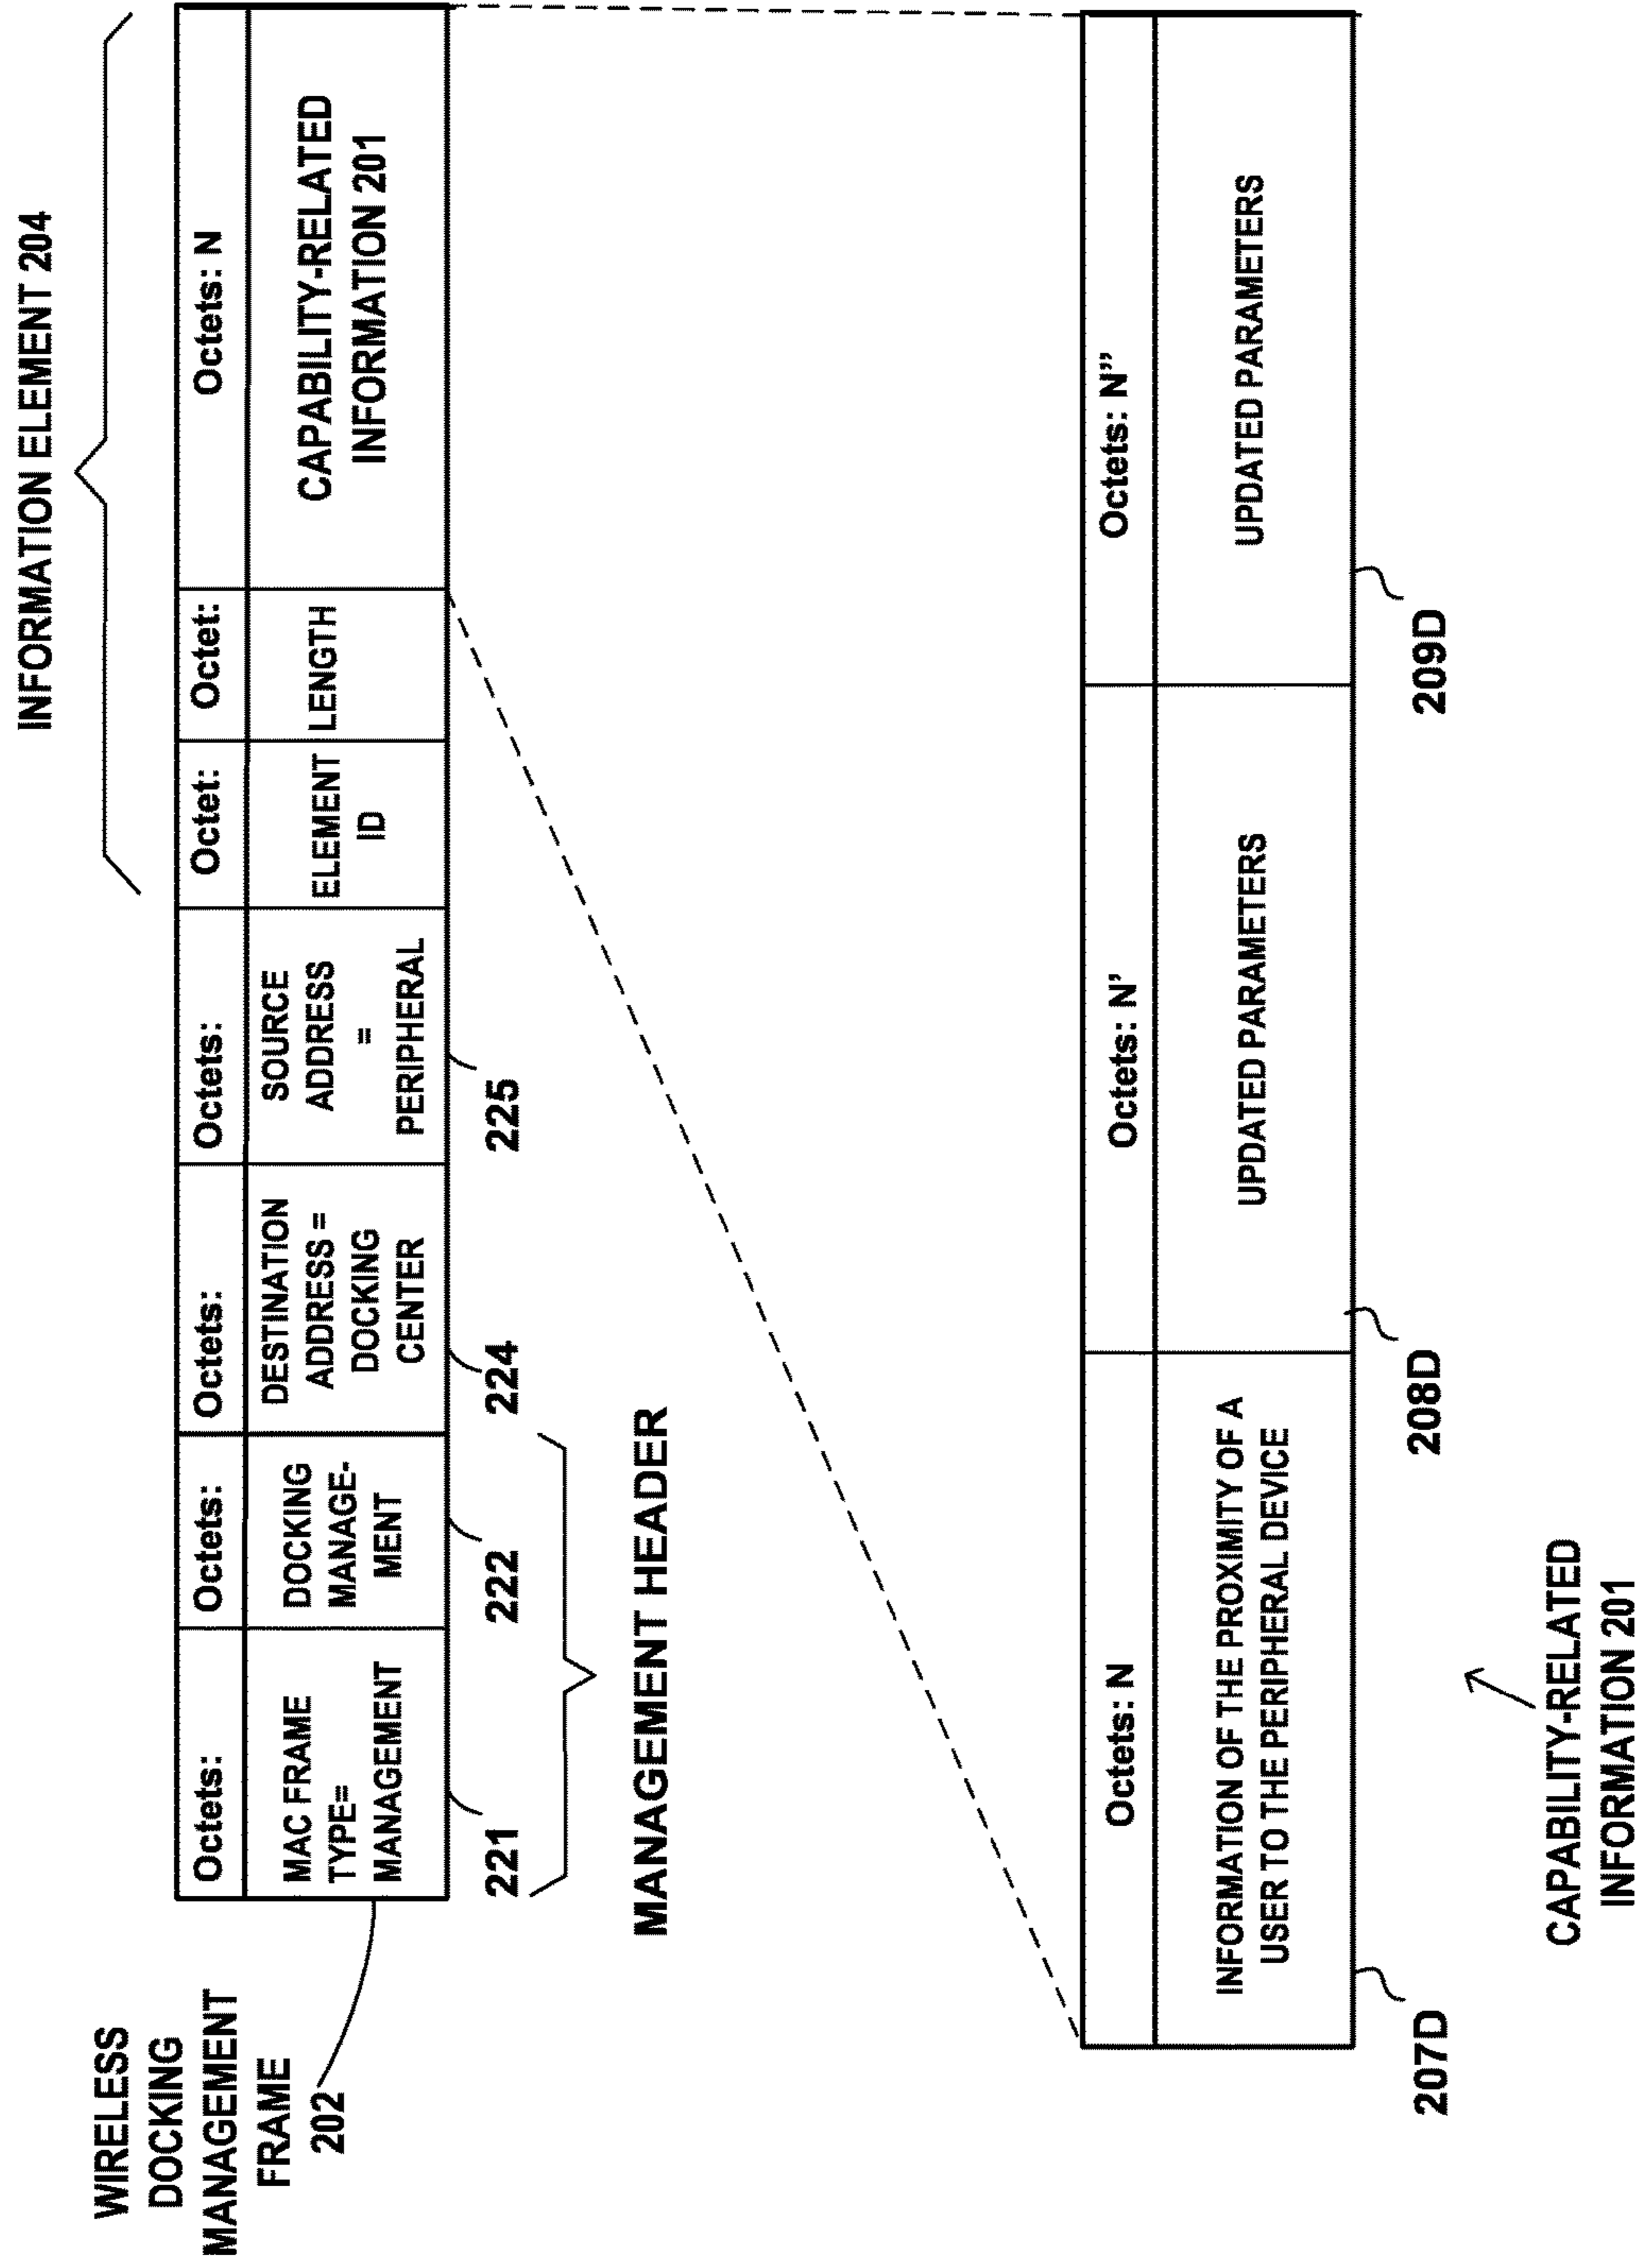 INFORMATION ELEMENT 204
WIRELESS
DOCKING
MANAGEMENT
FRAME
202
Octets:
Octets:
Octets:
Octets:
Octet:
Octet:
Octets: N
MAC FRAME
TYPE=
MANAGEMENT
DOCKING
MANAGE-
MENT
DESTINATION
ADDRESS =
DOCKING
CENTER
SOURCE
ADDRESS
=
PERIPHERAL
ELEMENT
ID
LENGTH
CAPABILITY-RELATED
INFORMATION 201
221
222
224
225
MANAGEMENT HEADER
Octets: N
Octets: N'
Octets: N”
INFORMATION OF THE PROXIMITY OF A
USER TO THE PERIPHERAL DEVICE
UPDATED PARAMETERS
UPDATED PARAMETERS
207D
208D
209D
CAPABILITY-RELATED
INFORMATION 201